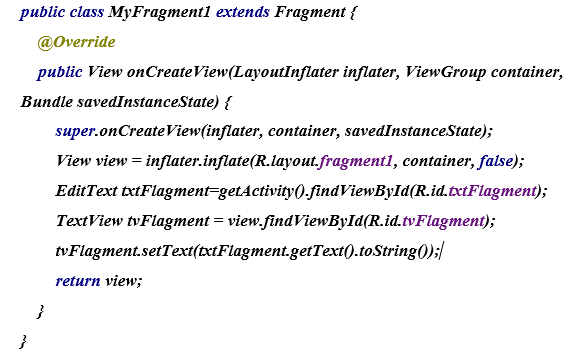 public class MyFragment1 extends Fragment {
@Override
public View onCreateView(LayoutInflater inflater, ViewGroup container,
Bundle savedInstanceState) {
super.onCreateView(inflater, container, savedInstanceState);
View view = inflater.inflate(R.layout.fragment1, container, false);
EditText txtFlagment=getActivity().findViewById(R.id.txtFlagment);
TextView tvFlagment = view.findViewById(R.id.tvFlagment);
tvFlagment.setText(txtFlagment.getText().toString());
return view;
}
}